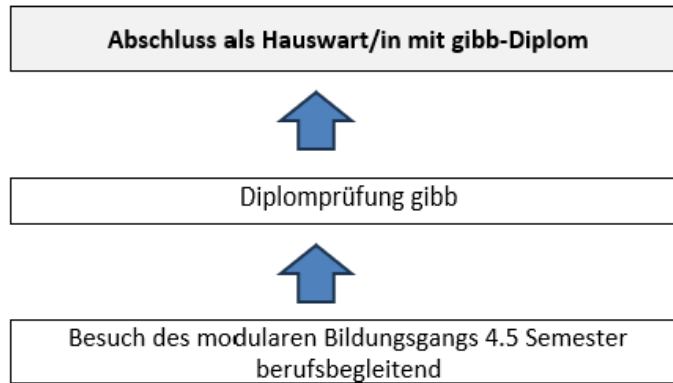 Abschluss als Hauswart/in mit gibb-Diplom
Diplomprüfung gibb
Besuch des modularen Bildungsgangs 4.5 Semester
berufsbegleitend